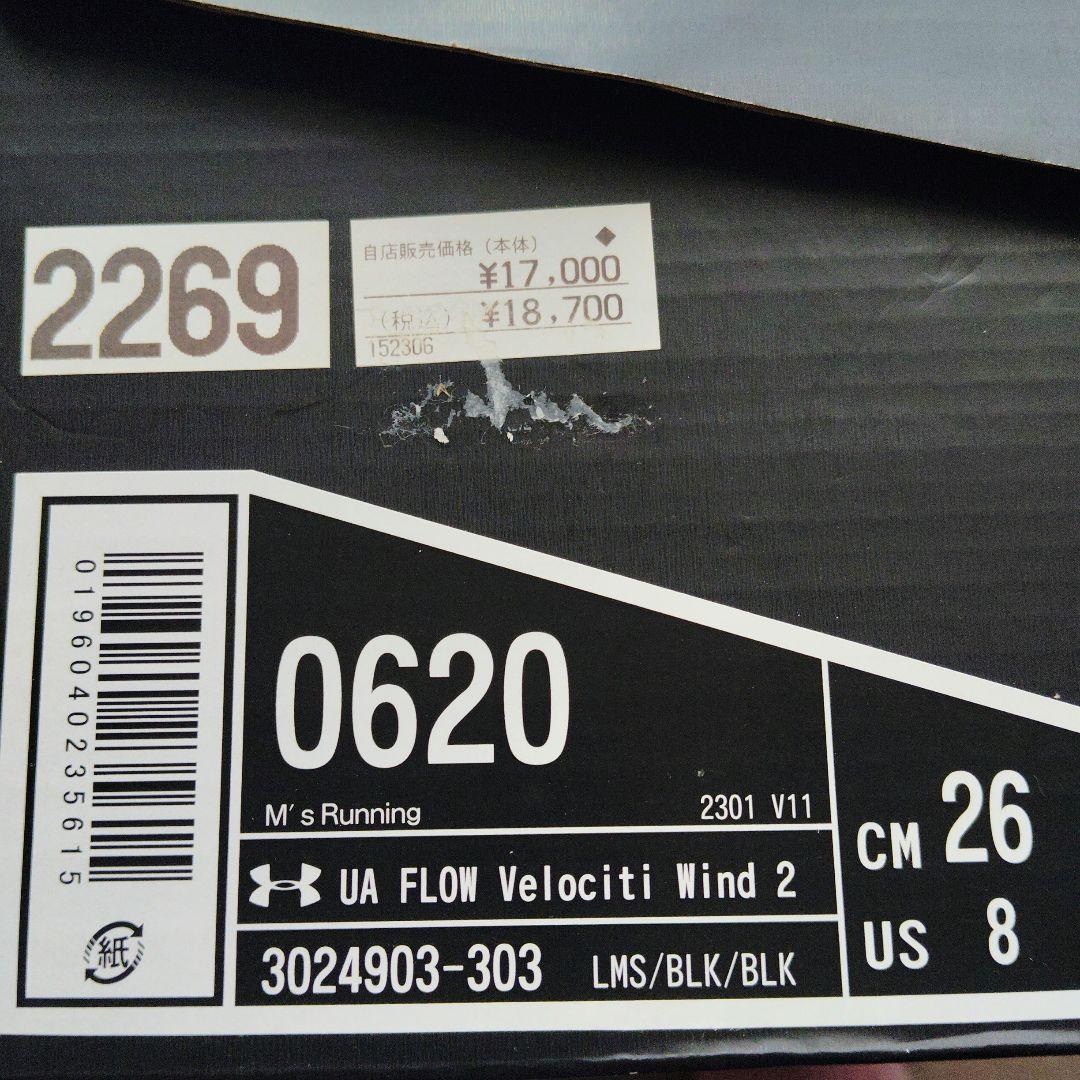 2269
自店販売価格（本体）
¥17,000
（税込） ¥18,700
152306
0196040235615
紙
0620
M's Running 2301 V11
UA FLOW Velociti Wind 2
3024903-303 LMS/BLK/BLK
CM 26
US 8